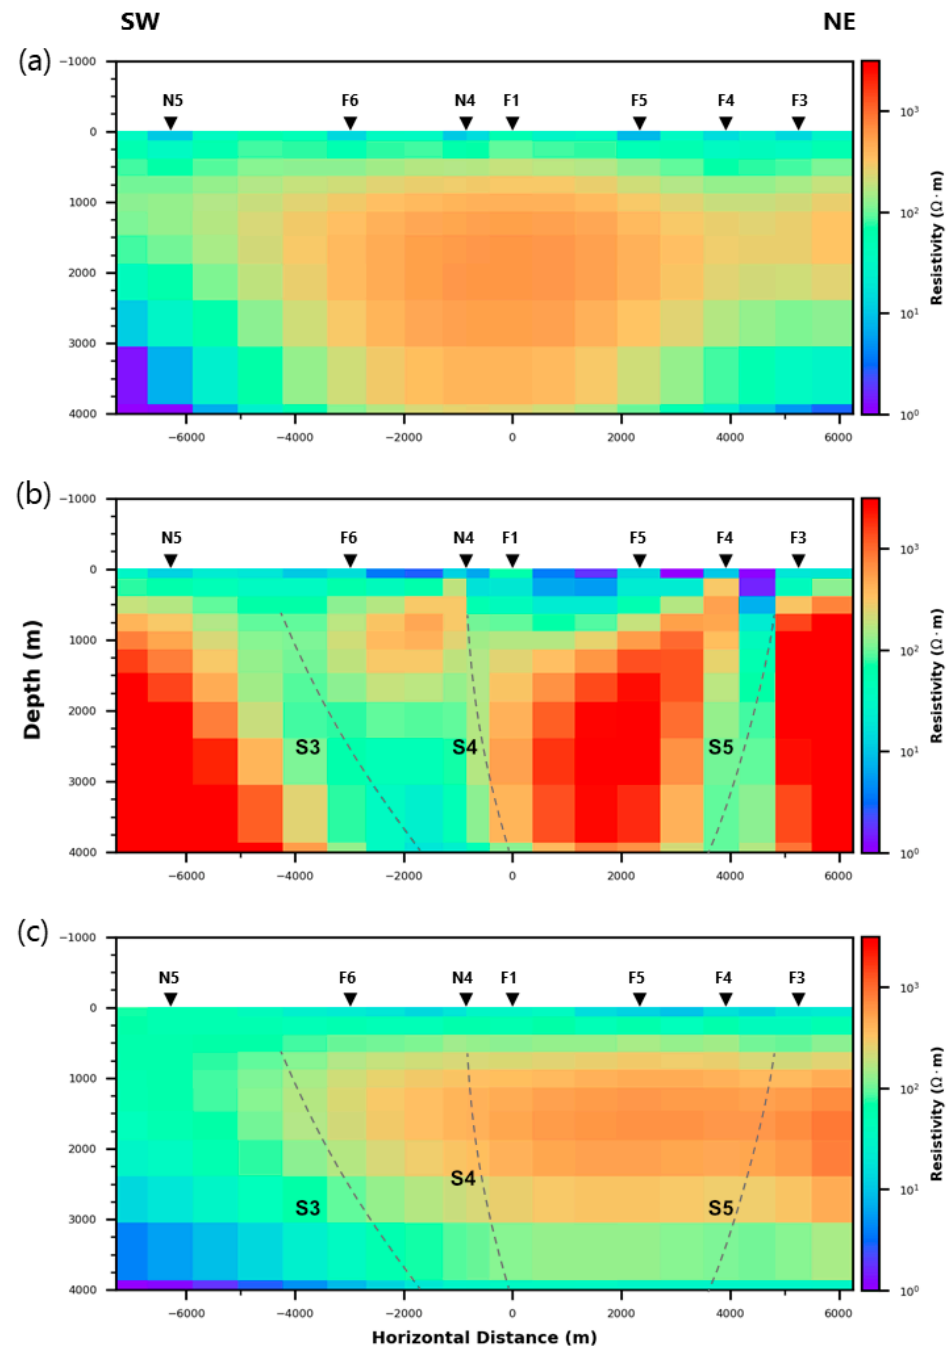 SW NE
(a)
−1000
N5 F6 N4 F1 F5 F4 F3
0
1000
2000
3000
4000
−6000 −4000 −2000 0 2000 4000 6000
10³
10²
10¹
10⁰
Resistivity (Ω · m)
(b)
−1000
N5 F6 N4 F1 F5 F4 F3
0
1000
2000
3000
4000
Depth (m)
S3 S4 S5
−6000 −4000 −2000 0 2000 4000 6000
10³
10²
10¹
10⁰
Resistivity (Ω · m)
(c)
−1000
N5 F6 N4 F1 F5 F4 F3
0
1000
2000
3000
4000
S4
S3 S5
−6000 −4000 −2000 0 2000 4000 6000
10³
10²
10¹
10⁰
Resistivity (Ω · m)
Horizontal Distance (m)